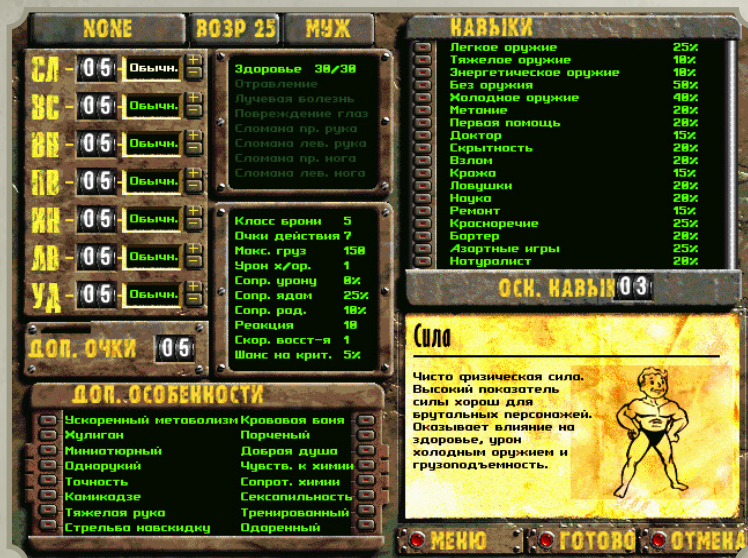 NONE
ВОЗР 25
МУЖ
СЛ - 05 Обычн.
ВС - 05 Обычн.
ВН - 05 Обычн.
ПВ - 05 Обычн.
ИН - 05 Обычн.
ЛВ - 05 Обычн.
УД - 05 Обычн.
ДОП. ОЧКИ 05
Здоровье 30/30
Отравление
Лучевая болезнь
Повреждение глаз
Сломана пр. рука
Сломана лев. рука
Сломана пр. нога
Сломана лев. нога
Класс брони 5
Очки действия 7
Макс. груз 150
Урон х/ор. 1
Сопр. урону 0%
Сопр. ядам 25%
Сопр. рад. 10%
Реакция 10
Скор. восст-я 1
Шанс на крит. 5%
ДОП. ОСОБЕННОСТИ
Ускоренный метаболизм Кровавая баня
Хулиган Порченый
Миниатюрный Добрая душа
Однорукий Чувств. к химии
Точность Сопрот. химии
Камикадзе Сексапильность
Тяжелая рука Тренированный
Стрельба навскидку Одаренный
НАВЫКИ
Легкое оружие 25%
Тяжелое оружие 10%
Энергетическое оружие 10%
Без оружия 50%
Холодное оружие 40%
Метание 20%
Первая помощь 20%
Доктор 15%
Скрытность 20%
Взлом 20%
Кража 15%
Ловушки 20%
Наука 20%
Ремонт 15%
Красноречие 25%
Бартер 20%
Азартные игры 25%
Натуралист 20%
ОСН. НАВЫК 03
Сила
Чисто физическая сила.
Высокий показатель
силы хорош для
брутальных персонажей.
Оказывает влияние на
здоровье, урон
холодным оружием и
грузоподъемность.
МЕНЮ
ГОТОВО
ОТМЕНА